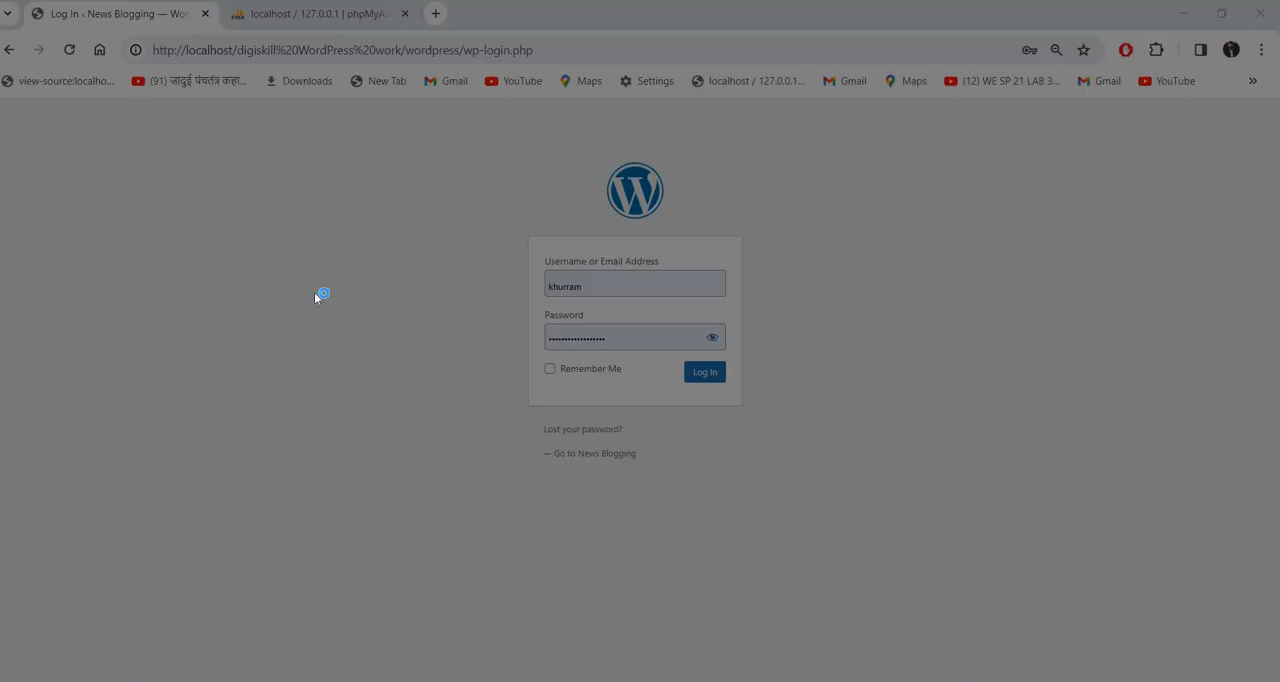 Log In ‹ News Blogging — Wor
localhost / 127.0.0.1 | phpMyA
http://localhost/digiskill%20WordPress%20work/wordpress/wp-login.php
view-source:localho...
(91) जादुई पंचतंत्र कहा...
Downloads
New Tab
Gmail
YouTube
Maps
Settings
localhost / 127.0.0.1...
Gmail
Maps
(12) WE SP 21 LAB 3...
Gmail
YouTube
Username or Email Address
khurram
Password
Remember Me
Log In
Lost your password?
← Go to News Blogging